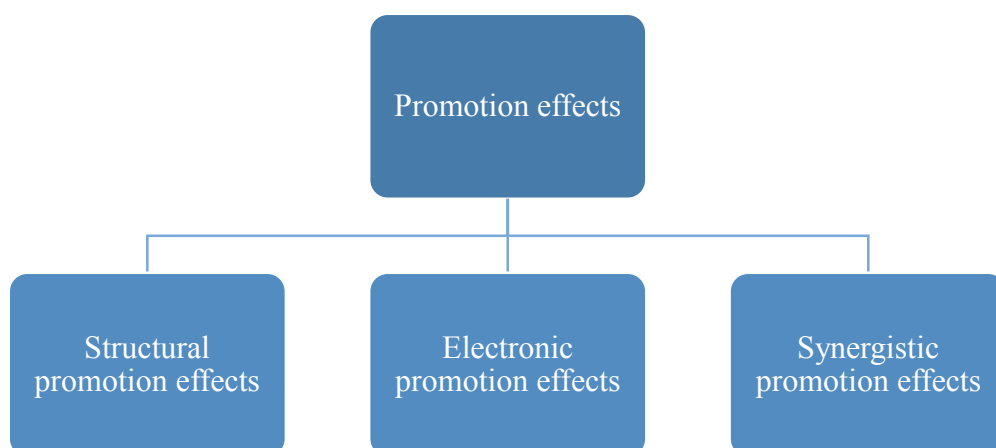 Promotion effects
Structural
promotion effects
Electronic
promotion effects
Synergistic
promotion effects